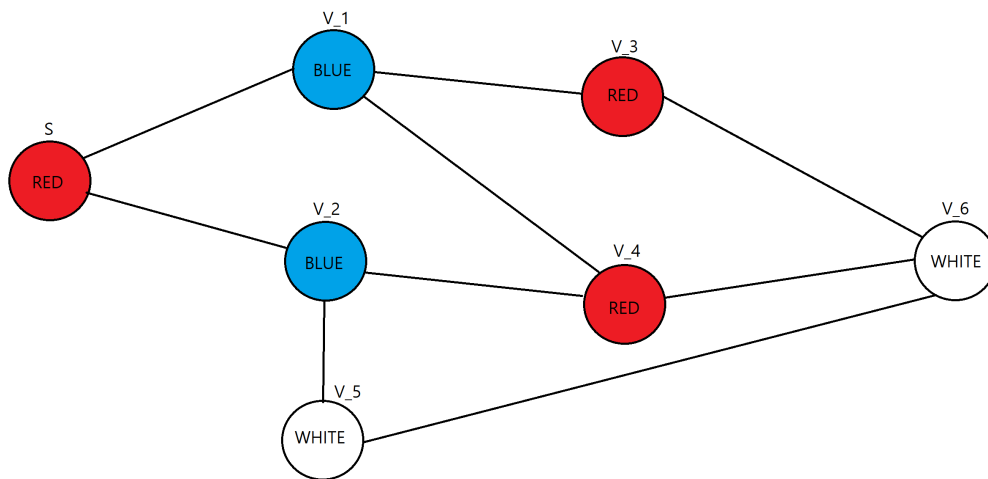 V_1
BLUE
V_3
RED
S
RED
V_2
BLUE
V_6
WHITE
V_4
RED
V_5
WHITE